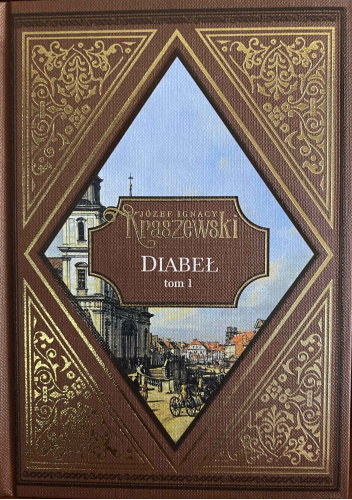 JÓZEF IGNACY
Kraszewski
DIABEŁ
tom 1